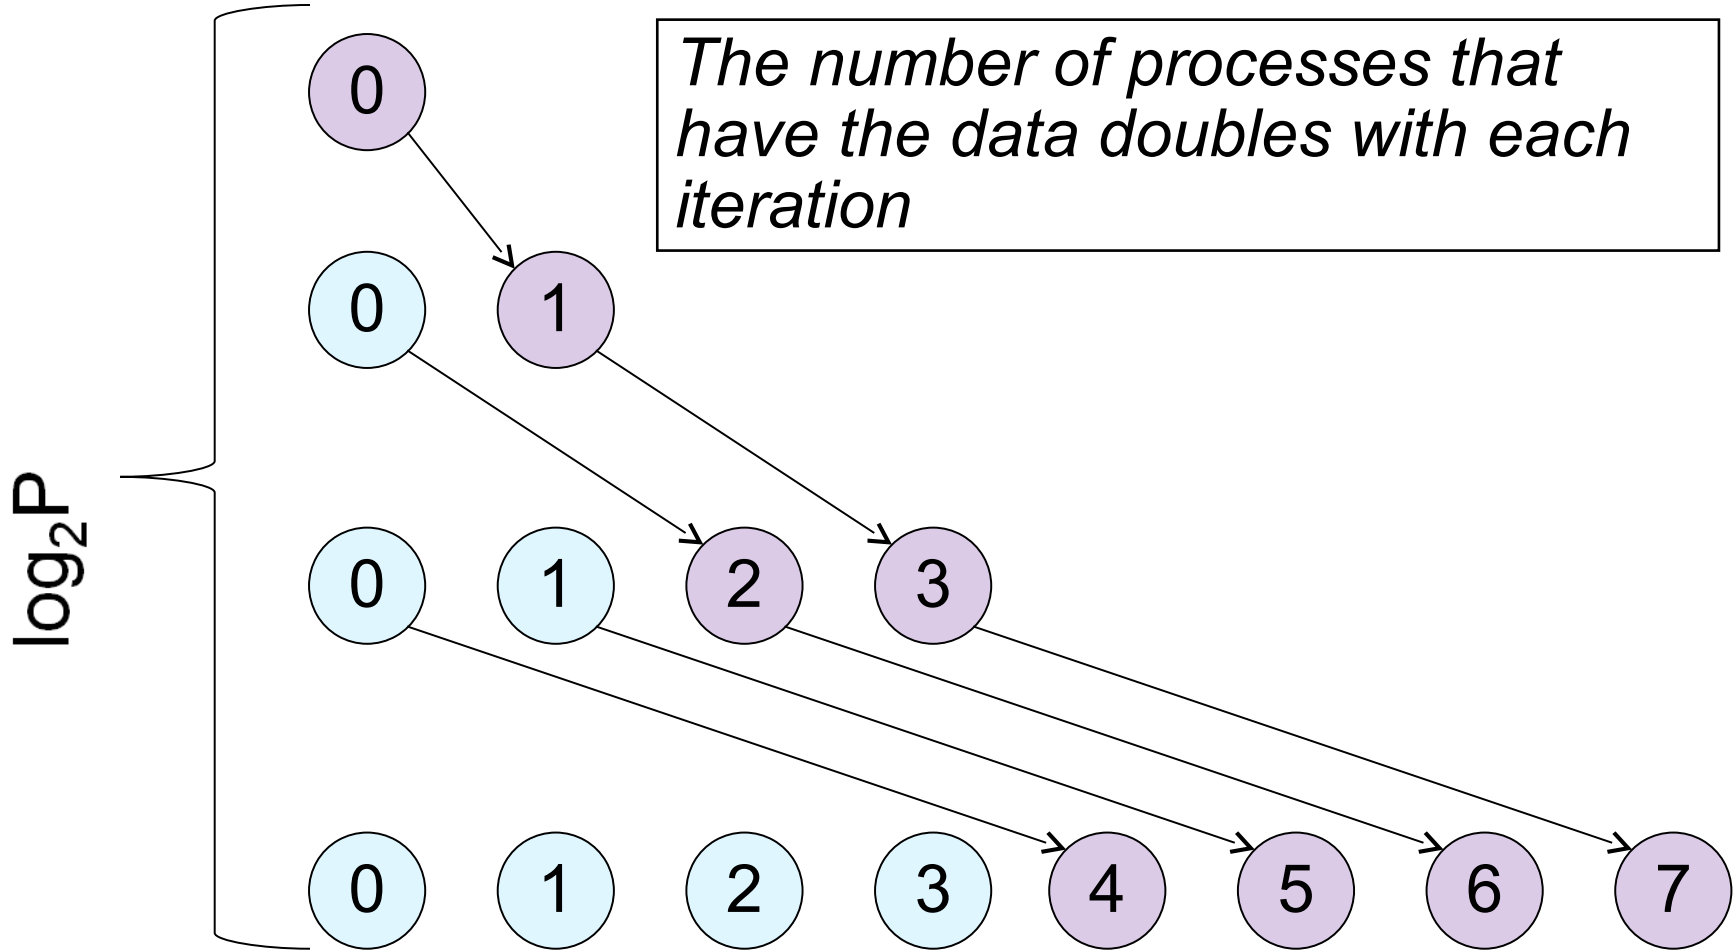 The number of processes that
have the data doubles with each
iteration
0
0 1
log₂P
0 1 2 3
0 1 2 3 4 5 6 7